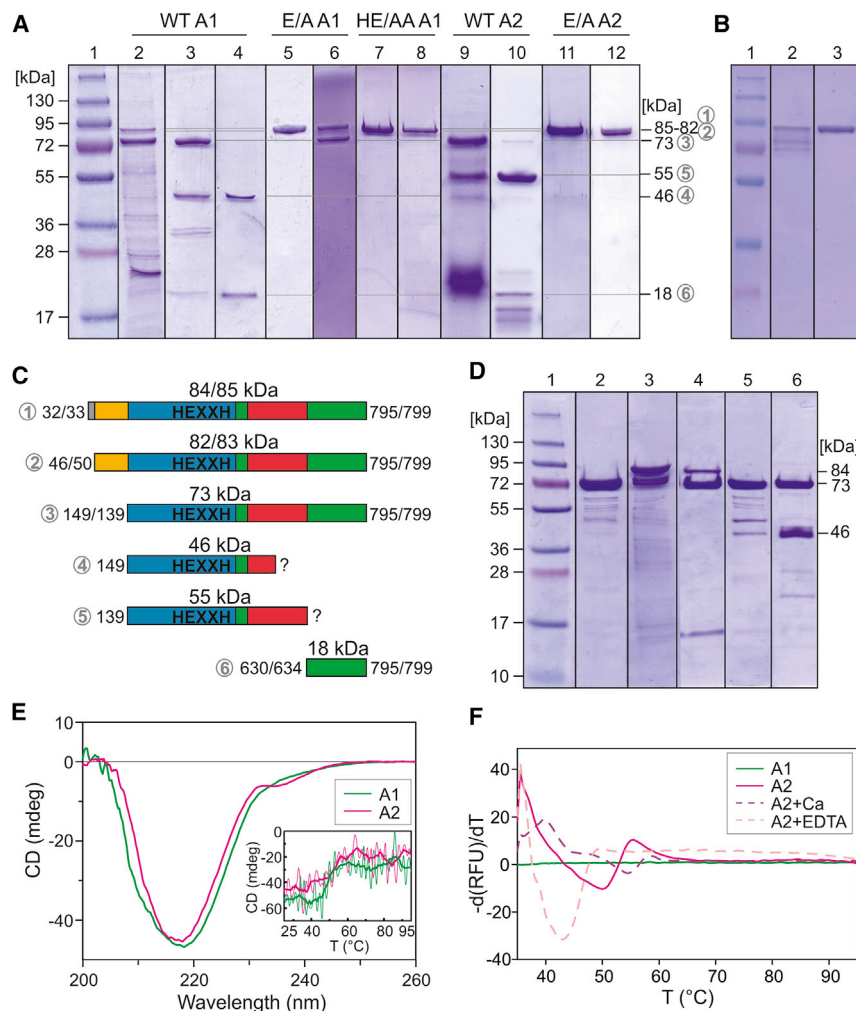 A
WT A1 E/A A1 HE/AA A1 WT A2 E/A A2
1 2 3 4 5 6 7 8 9 10 11 12
[kDa]
130
95
72
55
36
28
17
[kDa]
85-82 ① ②
73 ③
55 ⑤
46 ④
18 ⑥
B
1 2 3
C
84/85 kDa
① 32/33 HEXXH 795/799
82/83 kDa
② 46/50 HEXXH 795/799
73 kDa
③ 149/139 HEXXH 795/799
46 kDa
④ 149 HEXXH ?
55 kDa
⑤ 139 HEXXH ?
18 kDa
⑥ 630/634 795/799
D
1 2 3 4 5 6
[kDa]
130
95
72
55
36
28
17
10
[kDa]
84
73
46
E
CD (mdeg)
10
0
-20
-40
200 220 240 260
Wavelength (nm)
A1
A2
CD (mdeg)
0
-20
-40
-60
25 40 60 80 95
T (°C)
F
-d(RFU)/dT
40
20
0
-20
-40
40 50 60 70 80 90
T (°C)
A1
A2
A2+Ca
A2+EDTA